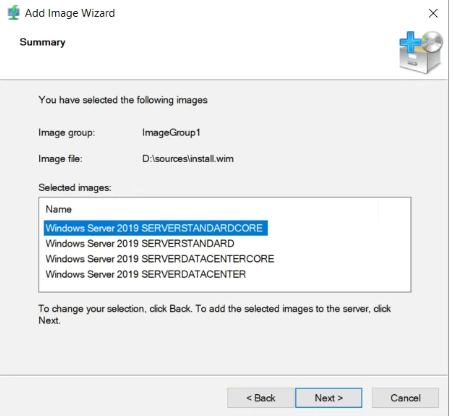 Add Image Wizard
Summary
You have selected the following images
Image group: ImageGroup1
Image file: D:\sources\install.wim
Selected images:
Name
Windows Server 2019 SERVERSTANDARDCORE
Windows Server 2019 SERVERSTANDARD
Windows Server 2019 SERVERDATACENTERCORE
Windows Server 2019 SERVERDATACENTER
To change your selection, click Back. To add the selected images to the server, click
Next.
< Back Next > Cancel